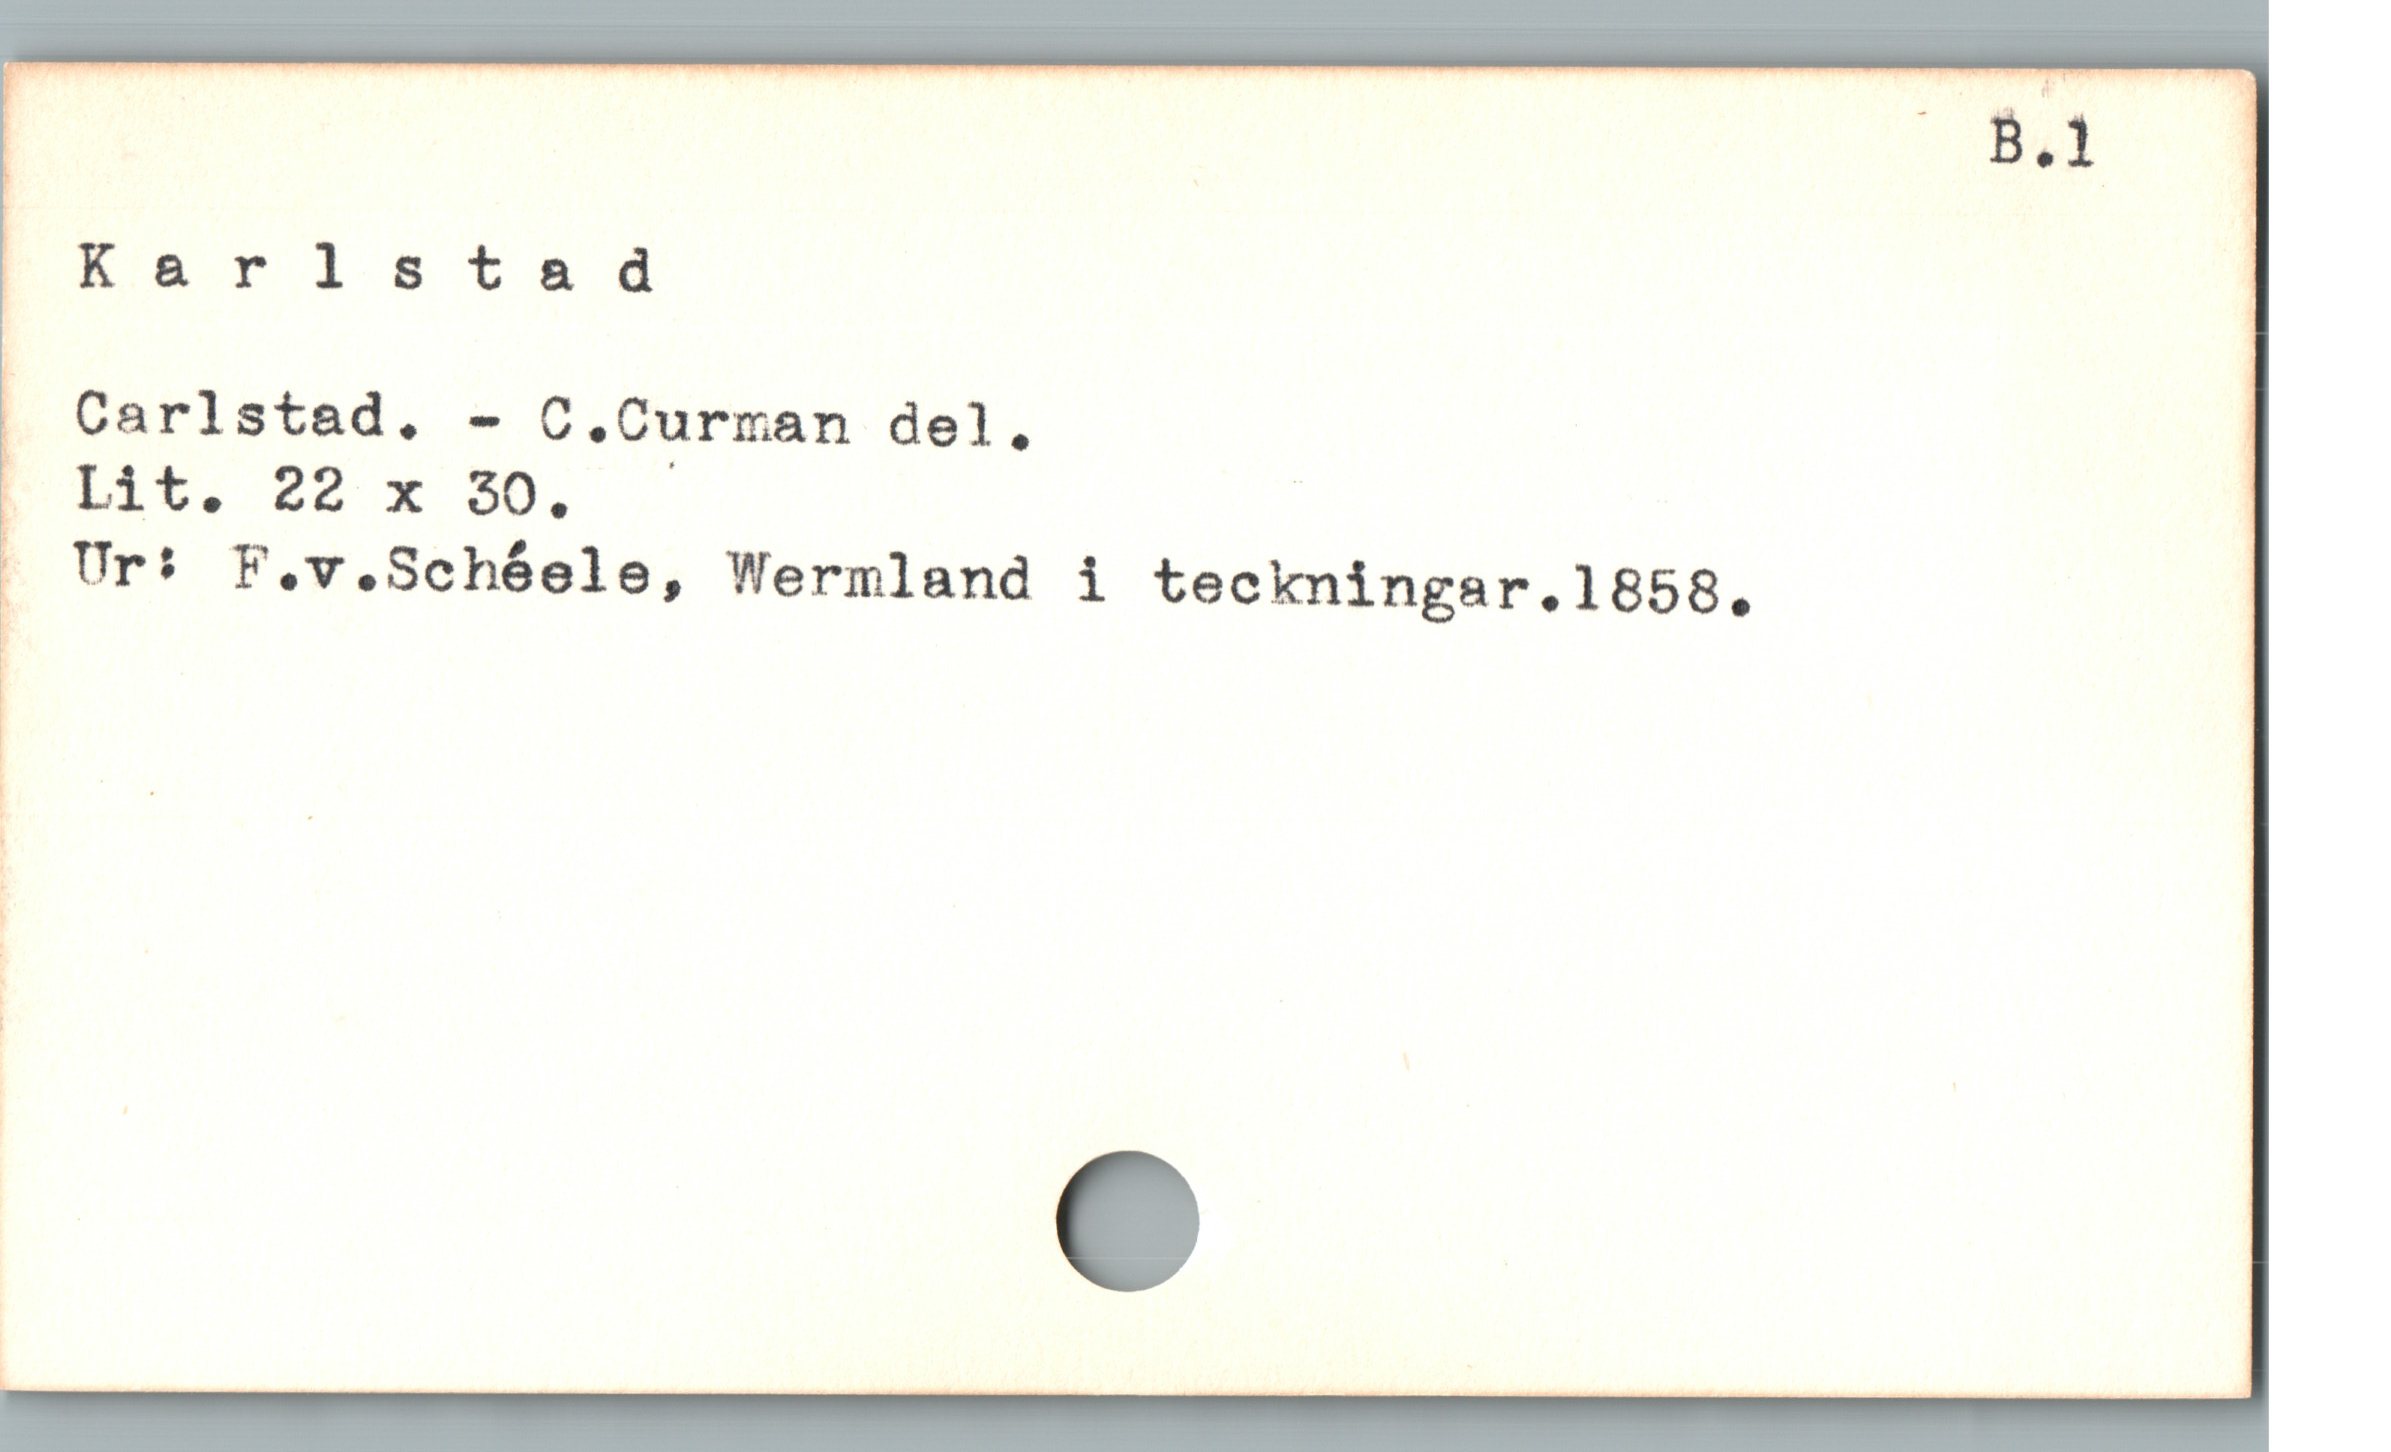 B.1
K a r l s t a d
Carlstad. - C.Curman del.
Lit. 22 x 30.
Ur: F.v.Schéele, Wermland i teckningar.1858.